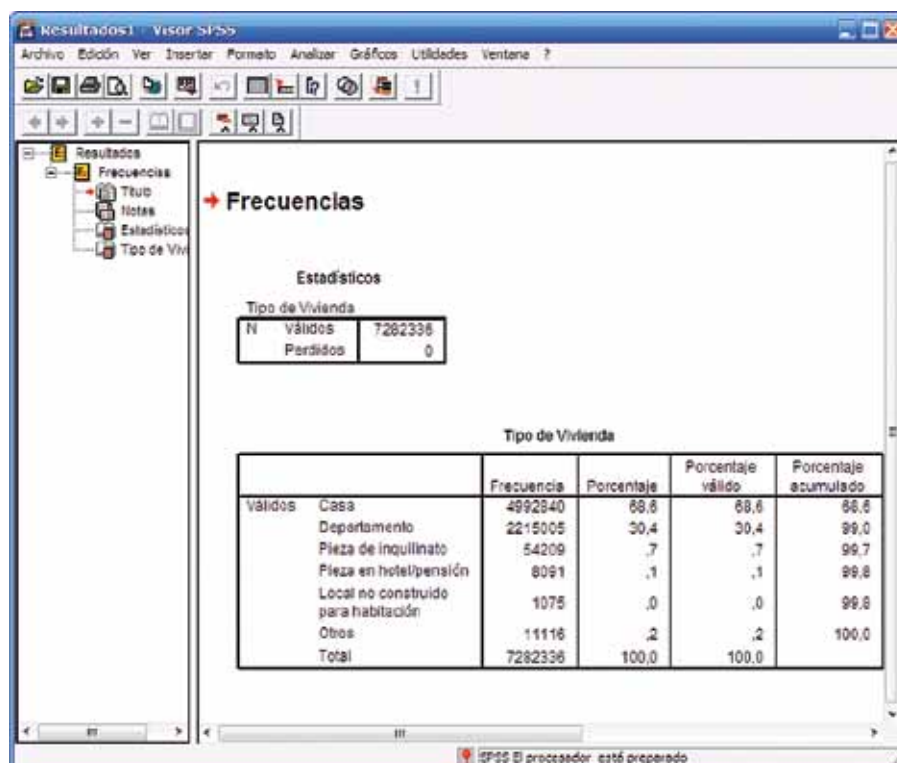 Resultados1 - Visor SPSS
Archivo Edición Ver Insertar Formato Analizar Gráficos Utilidades Ventana ?
Resultados
Frecuencias
Título
Notas
Estadísticos
Tipo de Vivi
Frecuencias
Estadísticos
Tipo de Vivienda
N Válidos 7282336
Perdidos 0
Tipo de Vivienda
Frecuencia Porcentaje Porcentaje válido Porcentaje acumulado
Válidos Casa 4992840 68,6 68,6 68,6
Departamento 2215005 30,4 30,4 99,0
Pieza de inquilinato 54209 ,7 ,7 99,7
Pieza en hotel/pensión 8091 ,1 ,1 99,8
Local no construido
para habitación 1075 ,0 ,0 99,8
Otros 11116 ,2 ,2 100,0
Total 7282336 100,0 100,0
SPSS El procesador está preparado